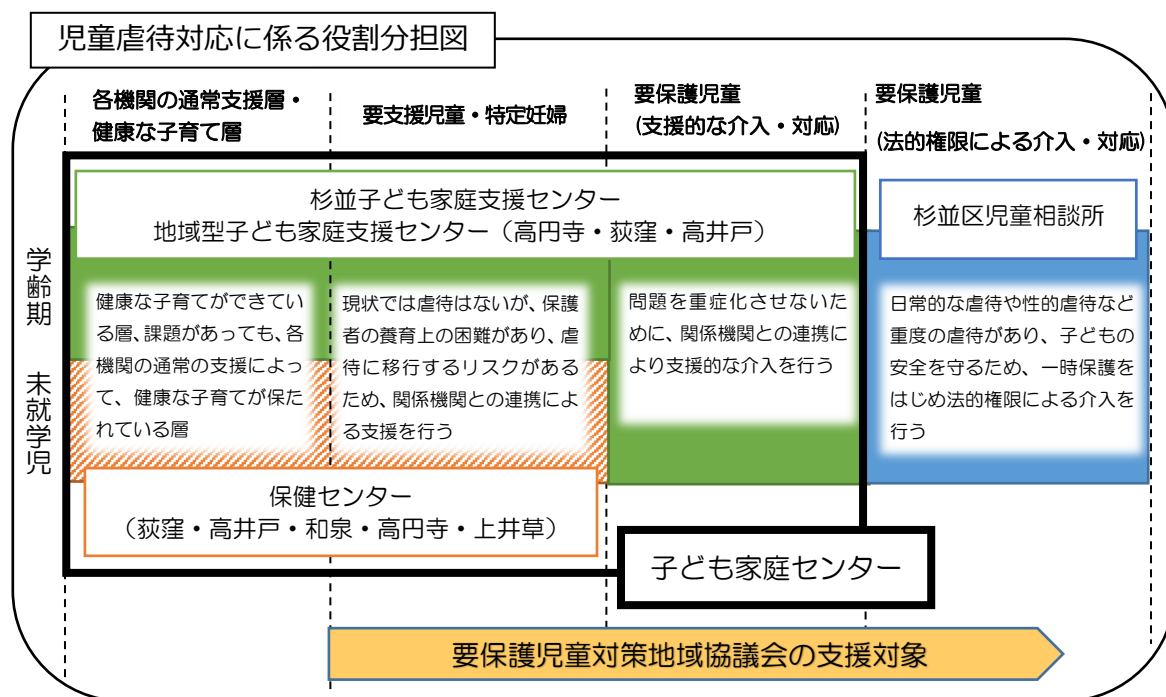 児童虐待対応に係る役割分担図
各機関の通常支援層・
健康な子育て層
要支援児童・特定妊婦
要保護児童
(支援的な介入・対応)
要保護児童
(法的権限による介入・対応)
杉並子ども家庭支援センター
地域型子ども家庭支援センター（高円寺・荻窪・高井戸）
杉並区児童相談所
学齢期
未就学児
健康な子育てができてい
る層、課題があっても、各
機関の通常の支援によっ
て、健康な子育てが保た
れている層
現状では虐待はないが、保護
者の養育上の困難があり、虐
待に移行するリスクがある
ため、関係機関との連携によ
る支援を行う
問題を重症化させないた
めに、関係機関との連携に
より支援的な介入を行う
日常的な虐待や性的虐待など
重度の虐待があり、子どもの
安全を守るため、一時保護を
はじめ法的権限による介入を
行う
保健センター
（荻窪・高井戸・和泉・高円寺・上井草）
子ども家庭センター
要保護児童対策地域協議会の支援対象